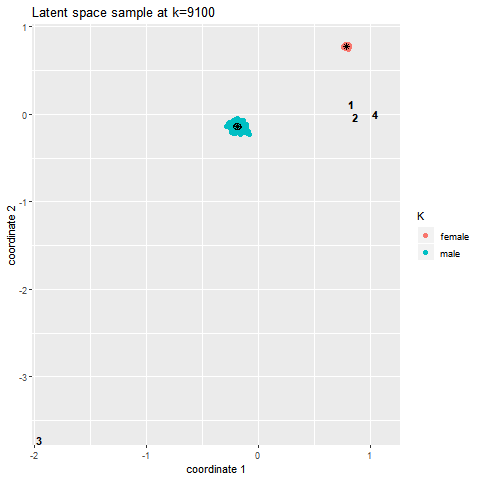 Latent space sample at k=9100
1
0
-1
-2
-3
coordinate 2
1
2
4
3
K
female
male
-2
-1
0
1
coordinate 1